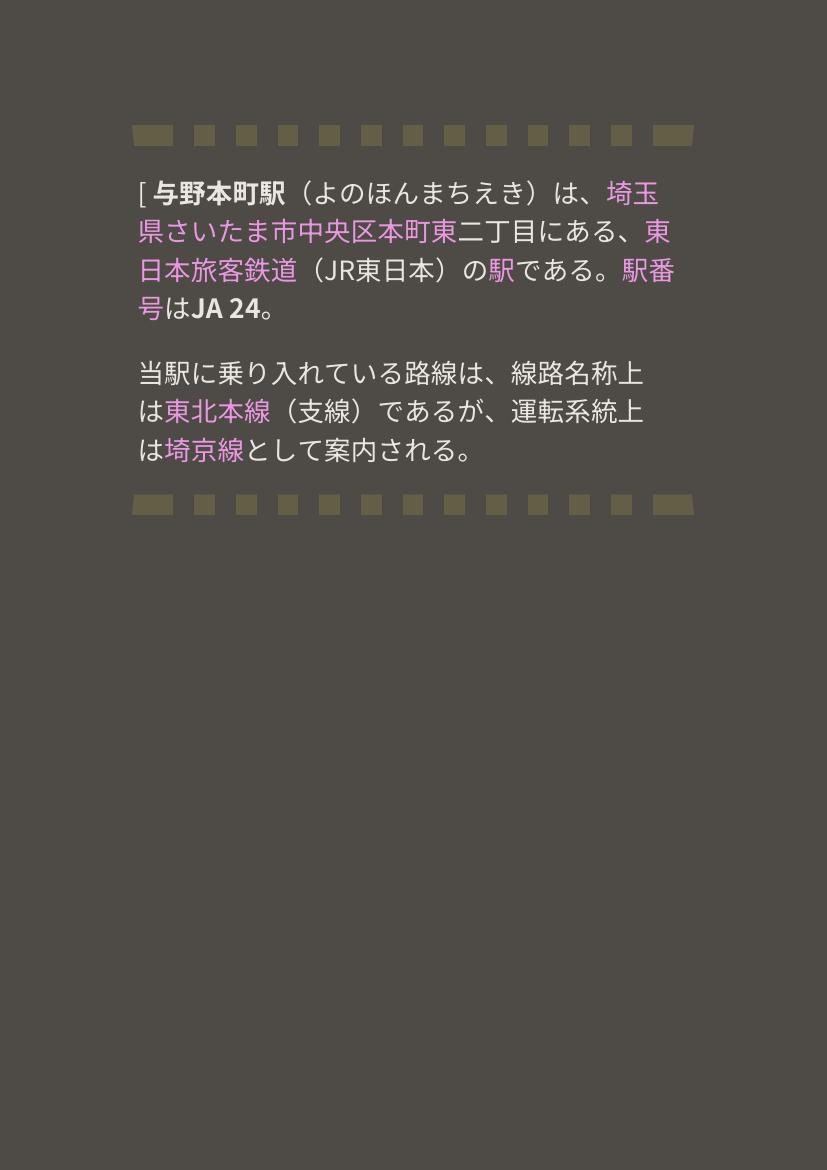 [ 与野本町駅（よのほんまちえき）は、埼玉
県さいたま市中央区本町東二丁目にある、東
日本旅客鉄道（JR東日本）の駅である。駅番
号はJA 24。
当駅に乗り入れている路線は、線路名称上
は東北本線（支線）であるが、運転系統上
は埼京線として案内される。